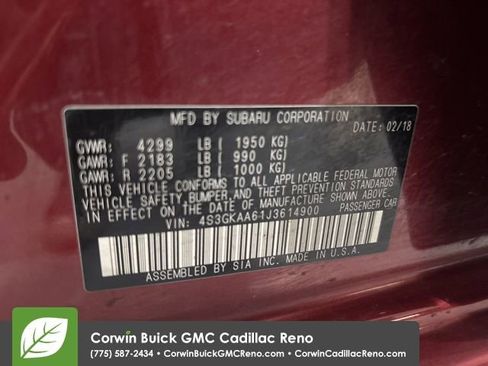 MFD BY SUBARU CORPORATION
DATE: 02/18
GVWR: 4299 LB ( 1950 KG)
GAWR: F 2183 LB ( 990 KG)
GAWR: R 2205 LB ( 1000 KG)
THIS VEHICLE CONFORMS TO ALL APPLICABLE FEDERAL MOTOR
VEHICLE SAFETY, BUMPER AND THEFT PREVENTION STANDARDS
IN EFFECT ON THE DATE OF MANUFACTURE SHOWN ABOVE.
VIN: 4S3GKAA61J3614900 PASSENGER CAR
ASSEMBLED BY SIA INC. MADE IN U.S.A.
Corwin Buick GMC Cadillac Reno
(775) 587-2434 • CorwinBuickGMCReno.com • CorwinCadillacReno.com